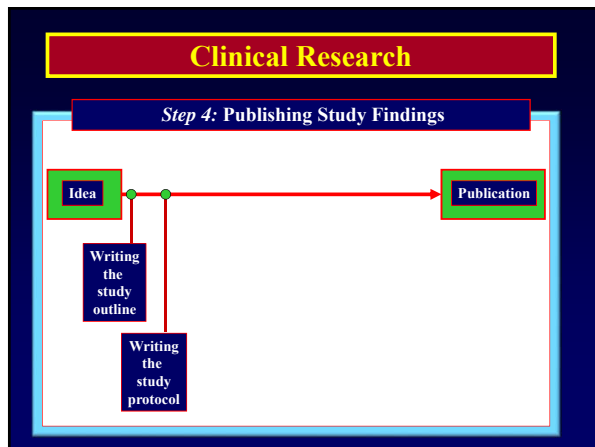 Clinical Research
Step 4: Publishing Study Findings
Idea
Publication
Writing
the
study
outline
Writing
the
study
protocol